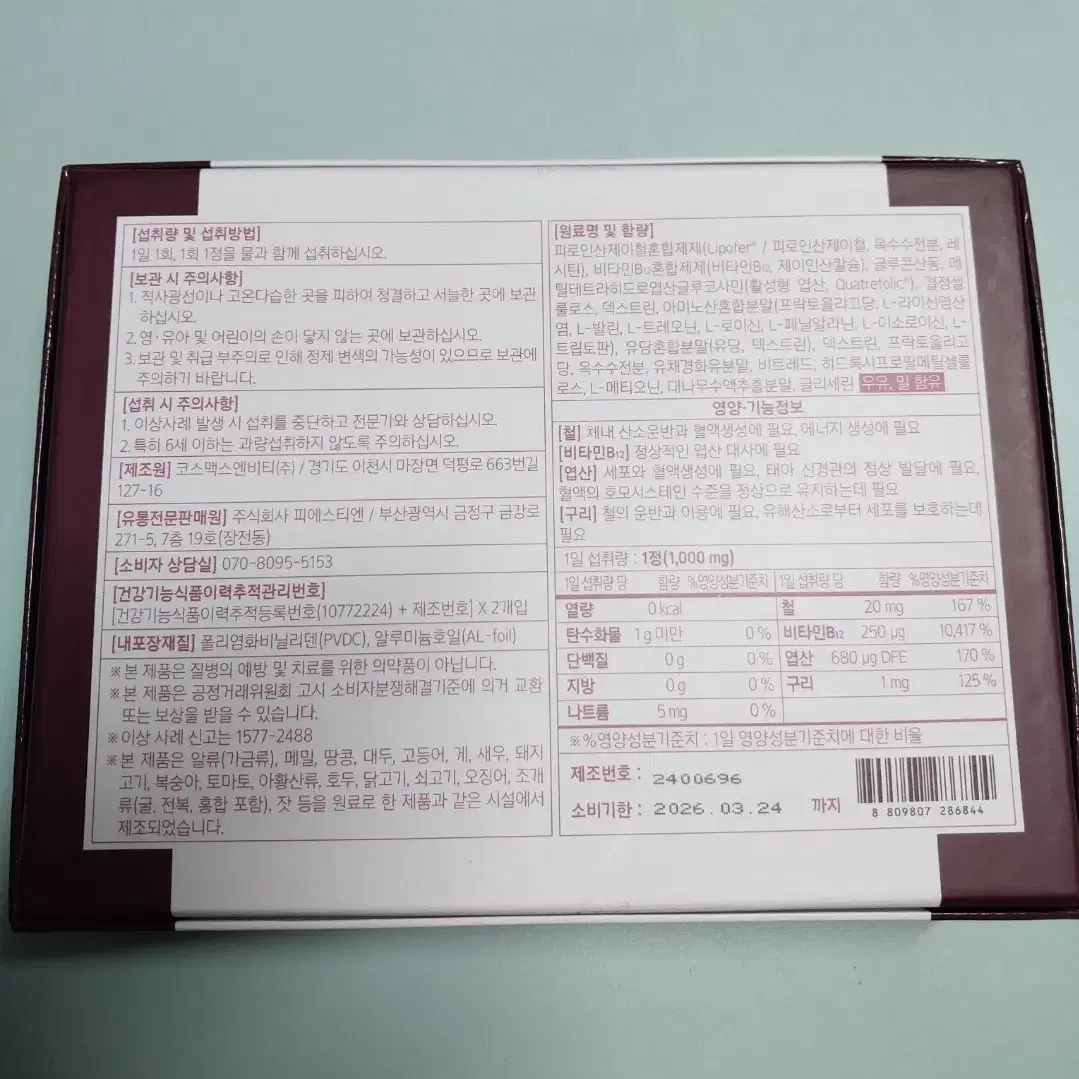 [섭취량 및 섭취방법]
1일 1회, 1회 1정을 물과 함께 섭취하십시오.
[보관 시 주의사항]
1. 직사광선이나 고온다습한 곳을 피하여 청결하고 서늘한 곳에 보관
하십시오.
2. 영·유아 및 어린이의 손이 닿지 않는 곳에 보관하십시오.
3. 보관 및 취급 부주의로 인해 정제 변색의 가능성이 있으므로 보관에
주의하기 바랍니다.
[섭취 시 주의사항]
1. 이상사례 발생 시 섭취를 중단하고 전문가와 상담하십시오.
2. 특히 6세 이하는 과량섭취하지 않도록 주의하십시오.
[제조원] 코스맥스엔비티(주) / 경기도 이천시 마장면 덕평로 663번길
127-16
[유통전문판매원] 주식회사 피에스티엔 / 부산광역시 금정구 금강로
271-5, 7층 19호(장전동)
[소비자 상담실] 070-8095-5153
[건강기능식품이력추적관리번호]
[건강기능식품이력추적등록번호(10772224) + 제조번호] X 2개입
[내포장재질] 폴리염화비닐리덴(PVDC), 알루미늄호일(AL-foil)
※본 제품은 질병의 예방 및 치료를 위한 의약품이 아닙니다.
※본 제품은 공정거래위원회 고시 소비자분쟁해결기준에 의거 교환
또는 보상을 받을 수 있습니다.
※이상 사례 신고는 1577-2488
※본 제품은 알류(가금류), 메밀, 땅콩, 대두, 고등어, 게, 새우, 돼지
고기, 복숭아, 토마토, 아황산류, 호두, 닭고기, 쇠고기, 오징어, 조개
류(굴, 전복, 홍합 포함), 잣 등을 원료로 한 제품과 같은 시설에서
제조되었습니다.
[원료명 및 함량]
피로인산제이철혼합제제(Lipofer® / 피로인산제이철, 옥수수전분, 레
시틴), 비타민B12혼합제제(비타민B12, 제이인산칼슘), 글루콘산동, 메
틸테트라히드로엽산글루코사민(활성형 엽산, Quatrefolic®), 결정셀
룰로스, 덱스트린, 아미노산혼합분말(프락토올리고당, L-라이신염산
염, L-발린, L-트레오닌, L-로이신, L-페닐알라닌, L-이소로이신, L-
트립토판), 유당혼합분말(유당, 덱스트린), 덱스트린, 프락토올리고
당, 옥수수전분, 유채경화유분말, 비트레드, 히드록시프로필메틸셀룰
로스, L-메티오닌, 대나무수액추출분말, 글리세린 우유, 밀 함유
영양·기능정보
[철] 체내 산소운반과 혈액생성에 필요, 에너지 생성에 필요
[비타민B12] 정상적인 엽산 대사에 필요
[엽산] 세포와 혈액생성에 필요, 태아 신경관의 정상 발달에 필요,
혈액의 호모시스테인 수준을 정상으로 유지하는데 필요
[구리] 철의 운반과 이용에 필요, 유해산소로부터 세포를 보호하는데
필요
1일 섭취량 : 1정(1,000 mg)
1일 섭취량 당 함량 %영양성분기준치 1일 섭취량 당 함량 %영양성분기준치
열량 0 kcal 철 20 mg 167 %
탄수화물 1 g 미만 0 % 비타민B12 250 µg 10,417 %
단백질 0 g 0 % 엽산 680 µg DFE 170 %
지방 0 g 0 % 구리 1 mg 125 %
나트륨 5 mg 0 %
※%영양성분기준치 : 1일 영양성분기준치에 대한 비율
제조번호 : 2400696
소비기한 : 2026.03.24 까지
8 809807 286844